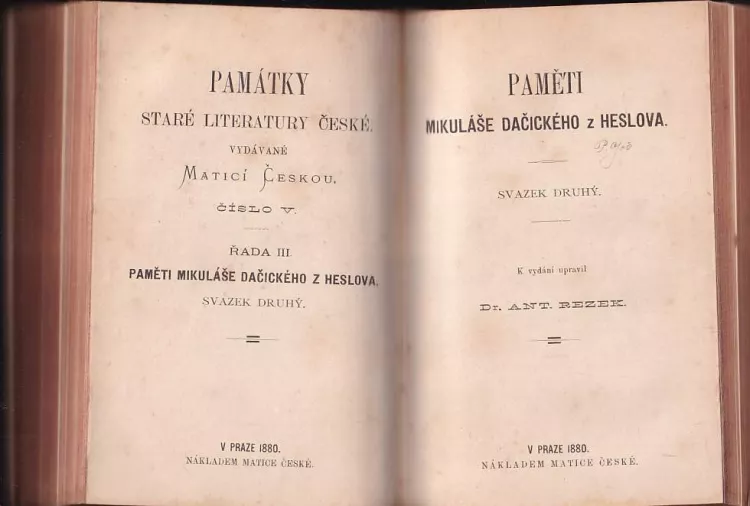 PAMÁTKY
STARÉ LITERATURY ČESKÉ.
VYDÁVANÉ
MATICÍ ČESKOU.
ČÍSLO V.
ŘADA III.
PAMĚTI MIKULÁŠE DAČICKÉHO Z HESLOVA.
SVAZEK DRUHÝ.
V PRAZE 1880.
NÁKLADEM MATICE ČESKÉ.
PAMĚTI
MIKULÁŠE DAČICKÉHO z HESLOVA.
SVAZEK DRUHÝ.
K vydání upravil
Dr. ANT. REZEK.
V PRAZE 1880.
NÁKLADEM MATICE ČESKÉ.